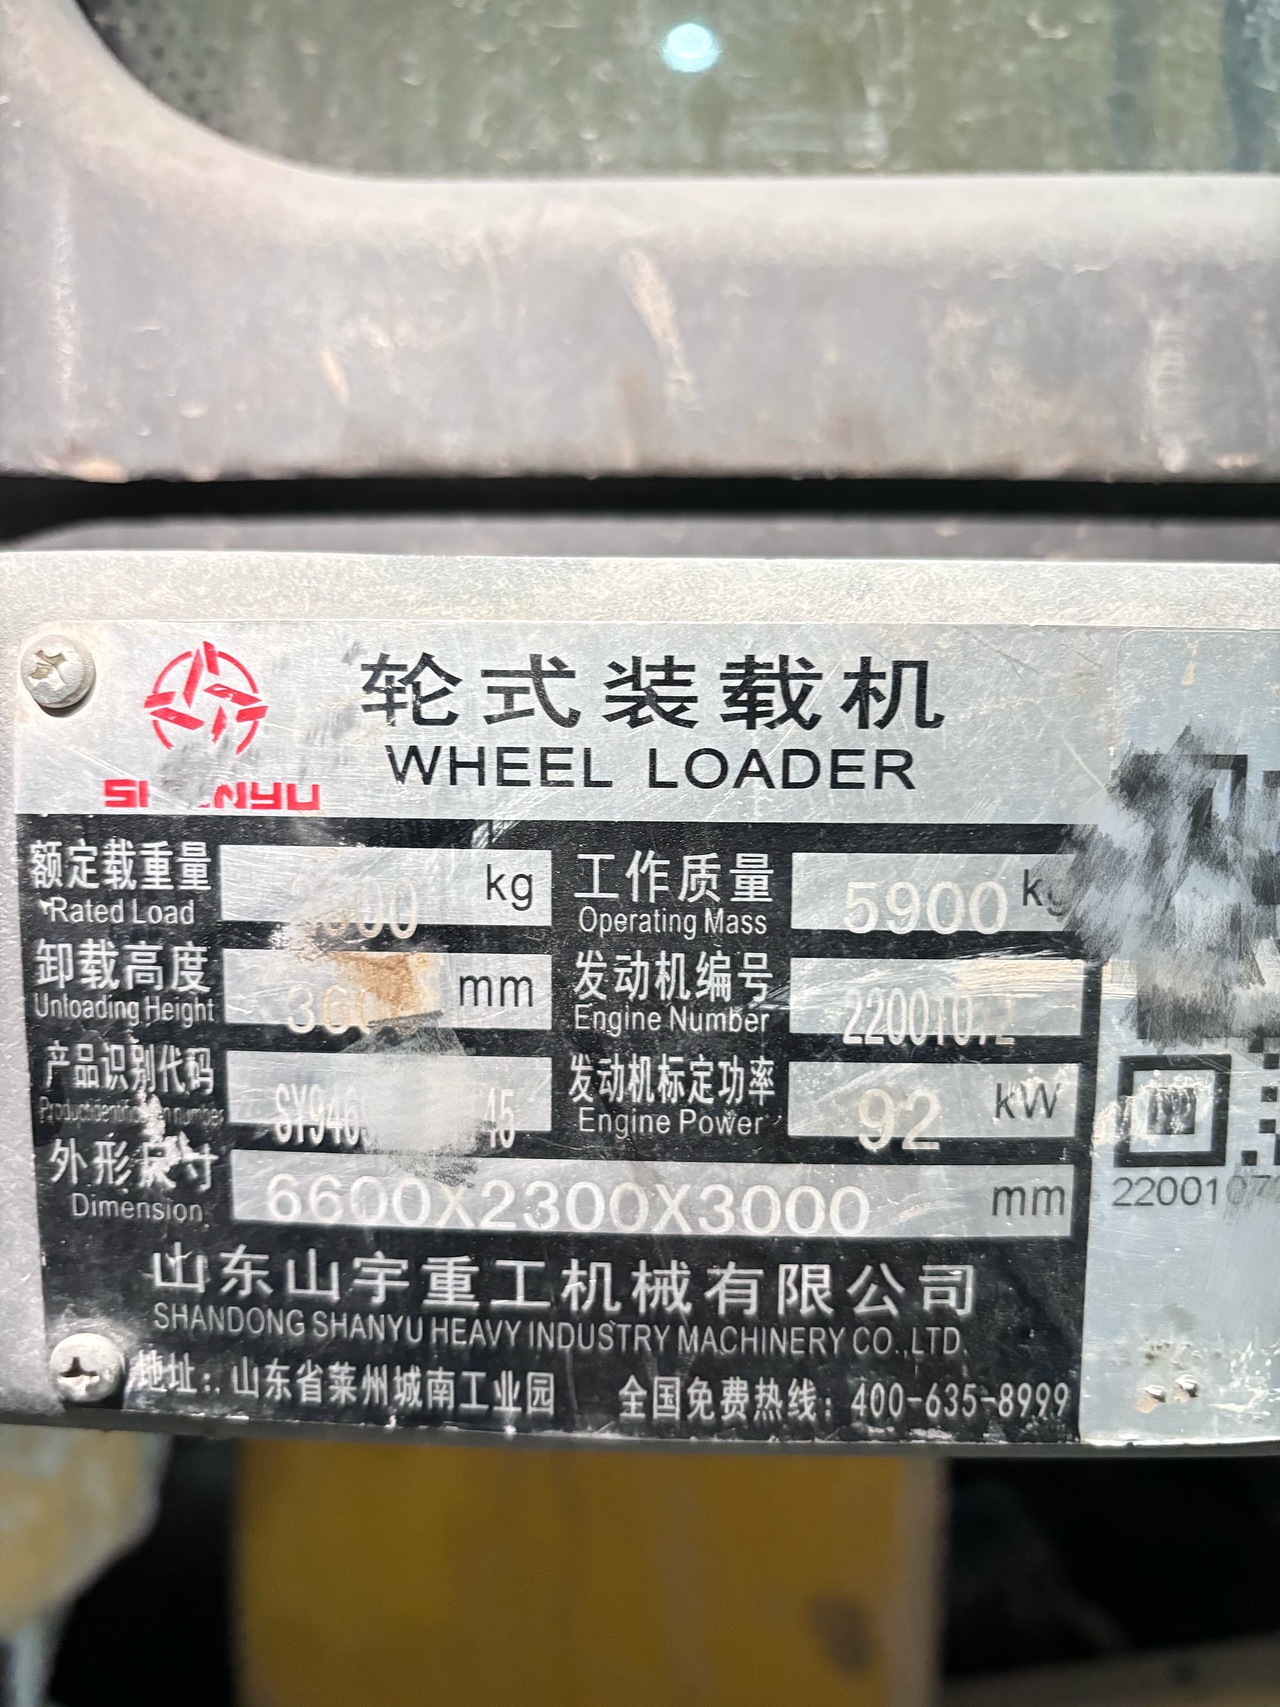 轮式装载机
WHEEL LOADER
额定载重量 kg 工作质量 5900 kg
Rated Load Operating Mass
卸载高度 mm 发动机编号
Unloading Height Engine Number
产品识别代码 发动机标定功率 92 kW
Engine Power
外形尺寸 6600X2300X3000 mm
Dimension
山东山宇重工机械有限公司
SHANDONG SHANYU HEAVY INDUSTRY MACHINERY CO.,LTD.
地址: 山东省莱州城南工业园 全国免费热线: 400-635-8999